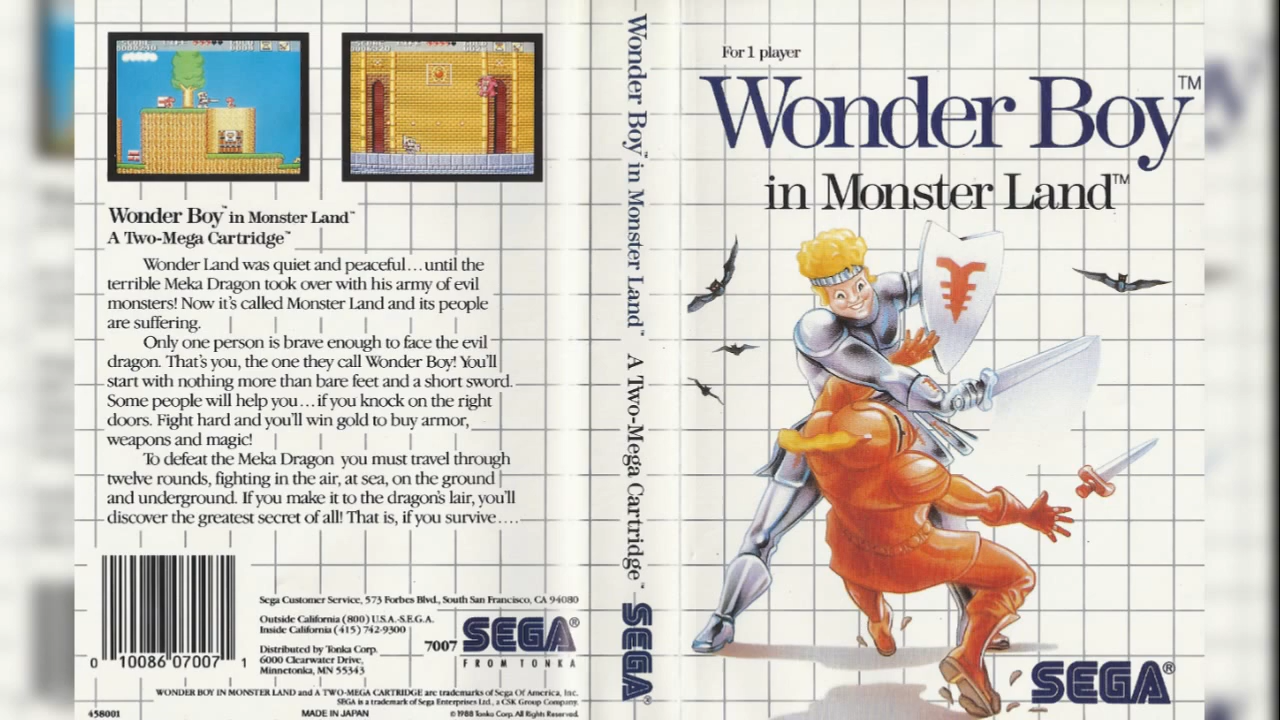 Wonder Boy™ in Monster Land™
A Two-Mega Cartridge™
Wonder Land was quiet and peaceful...until the
terrible Meka Dragon took over with his army of evil
monsters! Now it's called Monster Land and its people
are suffering.
Only one person is brave enough to face the evil
dragon. That's you, the one they call Wonder Boy! You'll
start with nothing more than bare feet and a short sword.
Some people will help you...if you knock on the right
doors. Fight hard and you'll win gold to buy armor,
weapons and magic!
To defeat the Meka Dragon you must travel through
twelve rounds, fighting in the air, at sea, on the ground
and underground. If you make it to the dragon's lair, you'll
discover the greatest secret of all! That is, if you survive....
0 10086 07007 1
Sega Customer Service, 573 Forbes Blvd., South San Francisco, CA 94080
Outside California (800) U.S.A.-S.E.G.A.
Inside California (415) 742-9300
Distributed by Tonka Corp.
6000 Clearwater Drive,
Minnetonka, MN 55343
7007
SEGA®
FROM TONKA
WONDER BOY IN MONSTER LAND and A TWO-MEGA CARTRIDGE are trademarks of Sega Of America, Inc.
SEGA is a trademark of Sega Enterprises Ltd., a CSK Group Company.
458001
MADE IN JAPAN
© 1988 Tonka Corp. All Rights Reserved.
Wonder Boy™ in Monster Land™ A Two-Mega Cartridge™ SEGA®
For 1 player
Wonder Boy™
in Monster Land™
SEGA®